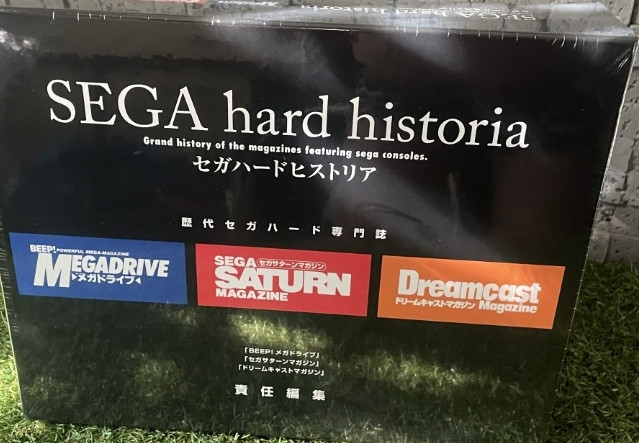 SEGA hard historia
SEGA hard historia
Grand history of the magazines featuring sega consoles.
セガハードヒストリア
歴代セガハード専門誌
BEEP! POWERFUL MEGA-MAGAZINE
MEGADRIVE
メガドライブ
SEGA セガサターンマガジン
SATURN
MAGAZINE
Dreamcast
ドリームキャストマガジン Magazine
「BEEP! メガドライブ」
「セガサターンマガジン」
「ドリームキャストマガジン」
責任編集